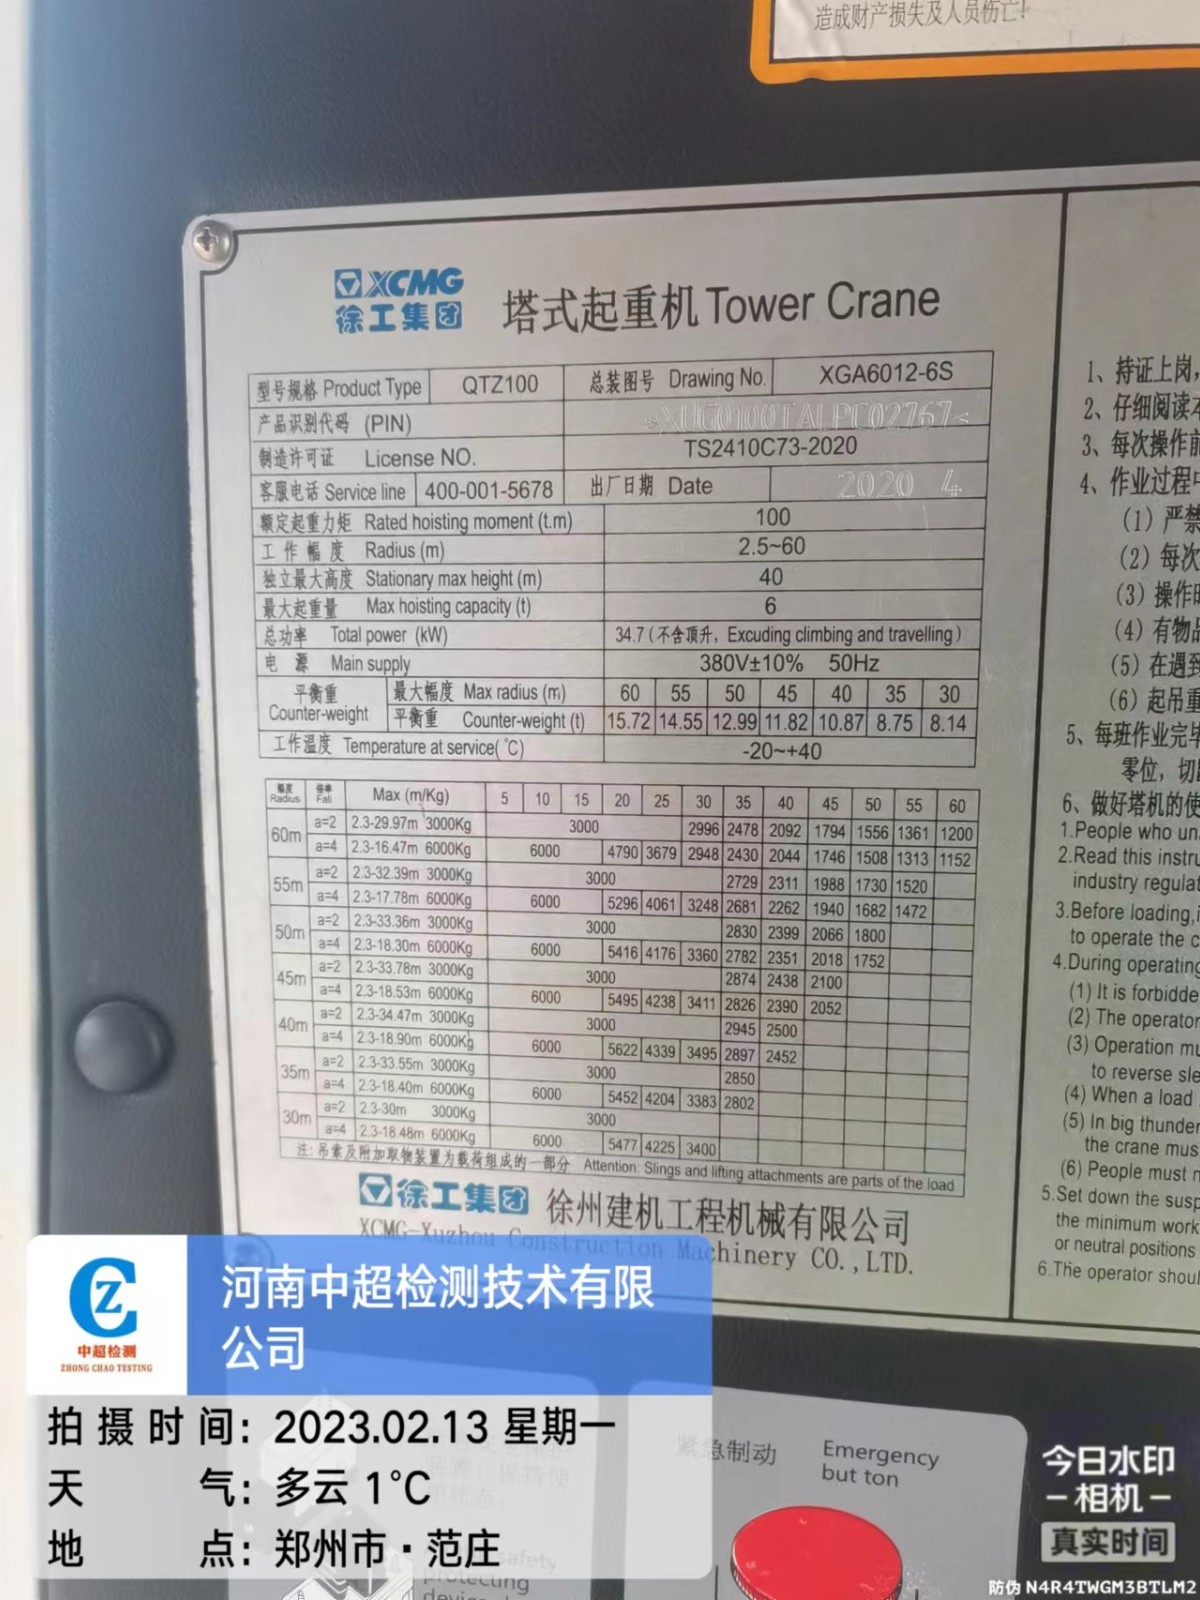 造成财产损失及人员伤亡!
XCMG
徐工集团
塔式起重机 Tower Crane
型号规格 Product Type QTZ100 总装图号 Drawing No. XGA6012-6S
产品识别代码 (PIN) XUG0100TALPC02767<
制造许可证 License NO. TS2410C73-2020
客服电话 Service line 400-001-5678 出厂日期 Date 2020 4
额定起重力矩 Rated hoisting moment (t.m) 100
工作幅度 Radius (m) 2.5~60
独立最大高度 Stationary max height (m) 40
最大起重量 Max hoisting capacity (t) 6
总功率 Total power (kW) 34.7(不含顶升, Excuding climbing and travelling)
电源 Main supply 380V±10% 50Hz
平衡重 Counter-weight
最大幅度 Max radius (m) 60 55 50 45 40 35 30
平衡重 Counter-weight (t) 15.72 14.55 12.99 11.82 10.87 8.75 8.14
工作温度 Temperature at service(℃) -20~+40
幅度 Radius 倍率 Fall Max (m/Kg) 5 10 15 20 25 30 35 40 45 50 55 60
60m a=2 2.3-29.97m 3000Kg 3000 2996 2478 2092 1794 1556 1361 1200
a=4 2.3-16.47m 6000Kg 6000 4790 3679 2948 2430 2044 1746 1508 1313 1152
55m a=2 2.3-32.39m 3000Kg 3000 2729 2311 1988 1730 1520
a=4 2.3-17.78m 6000Kg 6000 5296 4061 3248 2681 2262 1940 1682 1472
50m a=2 2.3-33.36m 3000Kg 3000 2830 2399 2066 1800
a=4 2.3-18.30m 6000Kg 6000 5416 4176 3360 2782 2351 2018 1752
45m a=2 2.3-33.78m 3000Kg 3000 2874 2438 2100
a=4 2.3-18.53m 6000Kg 6000 5495 4238 3411 2826 2390 2052
40m a=2 2.3-34.47m 3000Kg 3000 2945 2500
a=4 2.3-18.90m 6000Kg 6000 5622 4339 3495 2897 2452
35m a=2 2.3-33.55m 3000Kg 3000 2850
a=4 2.3-18.40m 6000Kg 6000 5452 4204 3383 2802
30m a=2 2.3-30m 3000Kg 3000
a=4 2.3-18.48m 6000Kg 6000 5477 4225 3400
注:吊索及附加取物装置为载荷组成的一部分 Attention: Slings and lifting attachments are parts of the load
徐工集团 徐州建机工程机械有限公司
XCMG-Xuzhou Construction Machinery CO.,LTD.
1、持证上岗,
2、仔细阅读本
3、每次操作前
4、作业过程中
(1)严禁
(2)每次
(3)操作时
(4)有物品
(5)在遇到
(6)起吊重
5、每班作业完毕
零位,切断
6、做好塔机的使
1.People who un
2.Read this instru
industry regulat
3.Before loading,i
to operate the c
4.During operating
(1) It is forbidde
(2) The operator
(3) Operation mu
to reverse sle
(4) When a load
(5) In big thunder
the crane mus
(6) People must n
5.Set down the susp
the minimum work
or neutral positions
6.The operator shoul
紧急制动 Emergency
but ton
safety
protecting
中超检测
ZHONG CHAO TESTING
河南中超检测技术有限
公司
拍摄时间: 2023.02.13 星期一
天气: 多云 1℃
地点: 郑州市·范庄
今日水印
-相机-
真实时间
防伪 N4R4TWGM3BTLM2